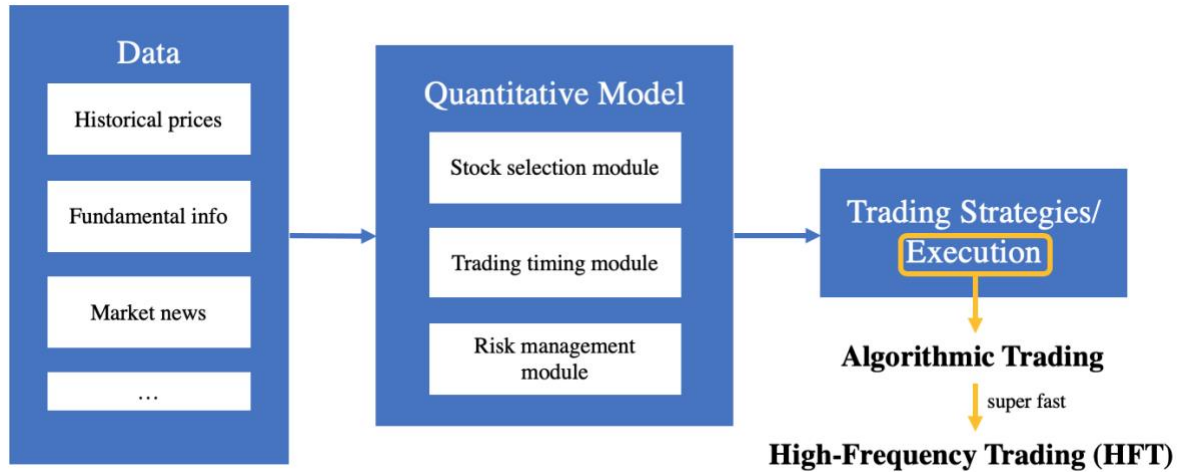 Data
Historical prices
Fundamental info
Market news
…
Quantitative Model
Stock selection module
Trading timing module
Risk management
module
Trading Strategies/
Execution
Algorithmic Trading
super fast
High-Frequency Trading (HFT)